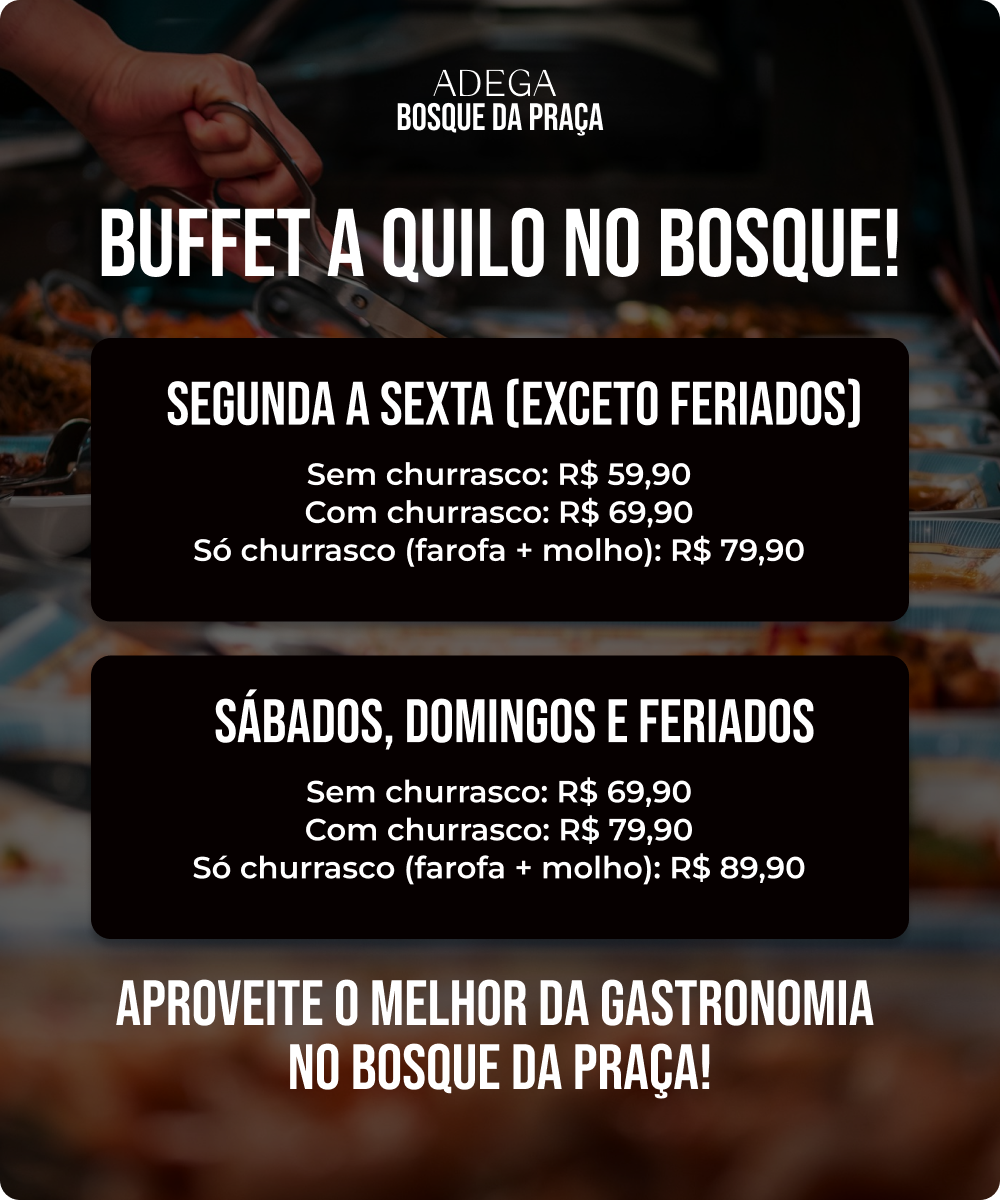 ADEGA
BOSQUE DA PRAÇA
BUFFET A QUILO NO BOSQUE!
SEGUNDA A SEXTA (EXCETO FERIADOS)
Sem churrasco: R$ 59,90
Com churrasco: R$ 69,90
Só churrasco (farofa + molho): R$ 79,90
SÁBADOS, DOMINGOS E FERIADOS
Sem churrasco: R$ 69,90
Com churrasco: R$ 79,90
Só churrasco (farofa + molho): R$ 89,90
APROVEITE O MELHOR DA GASTRONOMIA
NO BOSQUE DA PRAÇA!